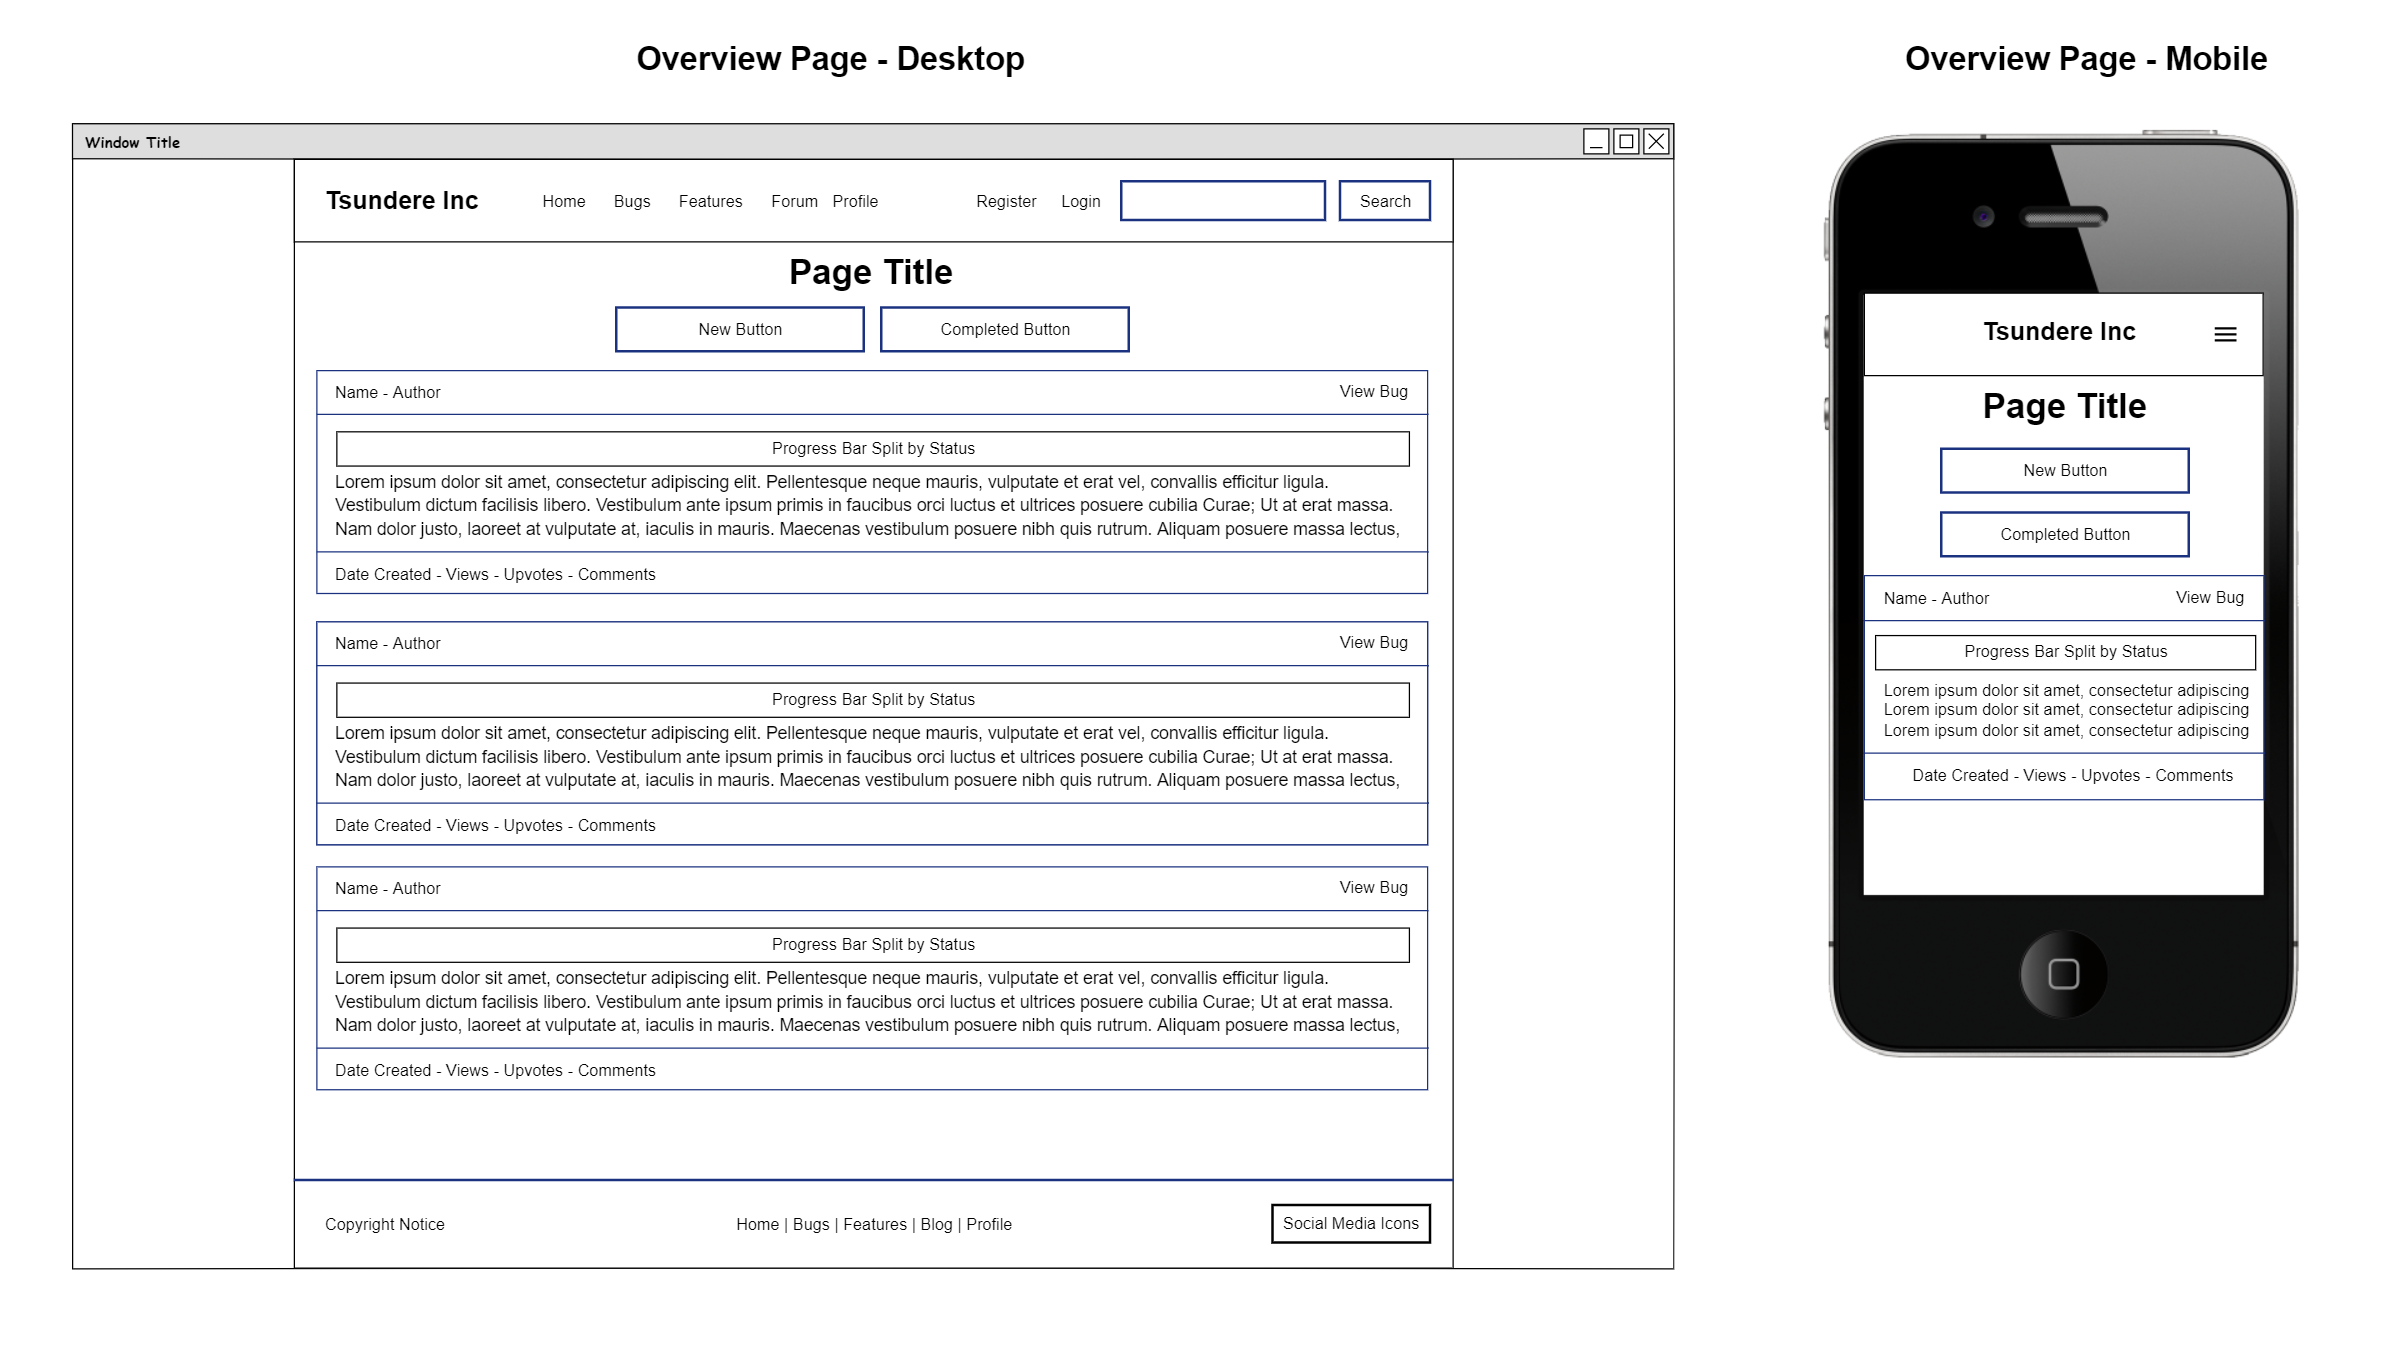 Overview Page - Desktop
Overview Page - Mobile
Window Title
Tsundere Inc Home Bugs Features Forum Profile Register Login Search
Page Title
New Button Completed Button
Name - Author View Bug
Progress Bar Split by Status
Lorem ipsum dolor sit amet, consectetur adipiscing elit. Pellentesque neque mauris, vulputate et erat vel, convallis efficitur ligula.
Vestibulum dictum facilisis libero. Vestibulum ante ipsum primis in faucibus orci luctus et ultrices posuere cubilia Curae; Ut at erat massa.
Nam dolor justo, laoreet at vulputate at, iaculis in mauris. Maecenas vestibulum posuere nibh quis rutrum. Aliquam posuere massa lectus,
Date Created - Views - Upvotes - Comments
Name - Author View Bug
Progress Bar Split by Status
Lorem ipsum dolor sit amet, consectetur adipiscing elit. Pellentesque neque mauris, vulputate et erat vel, convallis efficitur ligula.
Vestibulum dictum facilisis libero. Vestibulum ante ipsum primis in faucibus orci luctus et ultrices posuere cubilia Curae; Ut at erat massa.
Nam dolor justo, laoreet at vulputate at, iaculis in mauris. Maecenas vestibulum posuere nibh quis rutrum. Aliquam posuere massa lectus,
Date Created - Views - Upvotes - Comments
Name - Author View Bug
Progress Bar Split by Status
Lorem ipsum dolor sit amet, consectetur adipiscing elit. Pellentesque neque mauris, vulputate et erat vel, convallis efficitur ligula.
Vestibulum dictum facilisis libero. Vestibulum ante ipsum primis in faucibus orci luctus et ultrices posuere cubilia Curae; Ut at erat massa.
Nam dolor justo, laoreet at vulputate at, iaculis in mauris. Maecenas vestibulum posuere nibh quis rutrum. Aliquam posuere massa lectus,
Date Created - Views - Upvotes - Comments
Copyright Notice Home | Bugs | Features | Blog | Profile Social Media Icons
Tsundere Inc
Page Title
New Button
Completed Button
Name - Author View Bug
Progress Bar Split by Status
Lorem ipsum dolor sit amet, consectetur adipiscing
Lorem ipsum dolor sit amet, consectetur adipiscing
Lorem ipsum dolor sit amet, consectetur adipiscing
Date Created - Views - Upvotes - Comments